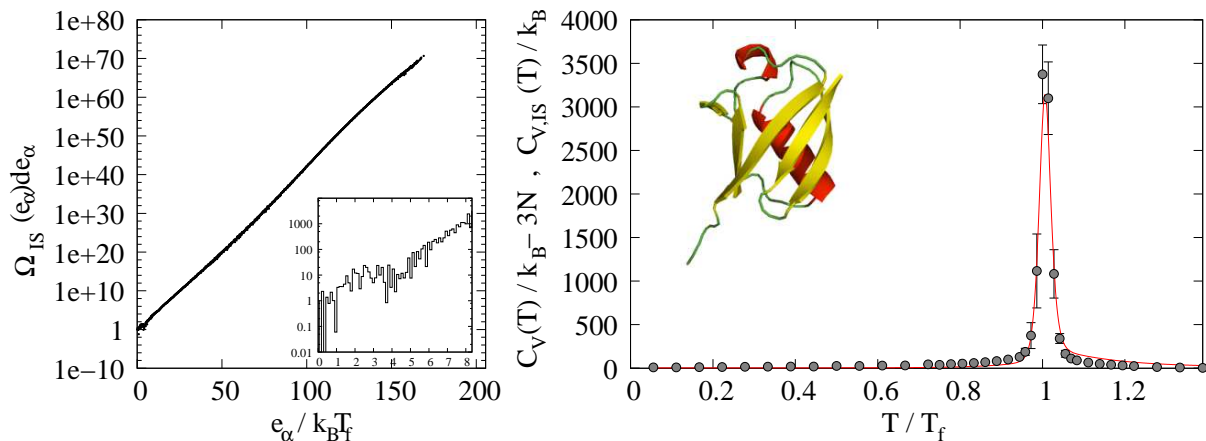 1e+80
1e+70
1e+60
1e+50
1e+40
1e+30
1e+20
1e+10
1
1e−10
Ω_IS (e_α)de_α
0 50 100 150 200
e_α / k_B T_f
1000
100
10
1
0.1
0.01
0 1 2 3 4 5 6 7 8
C_V(T) / k_B − 3N , C_V,IS (T) / k_B
4000
3500
3000
2500
2000
1500
1000
500
0
0 0.2 0.4 0.6 0.8 1 1.2
T / T_f